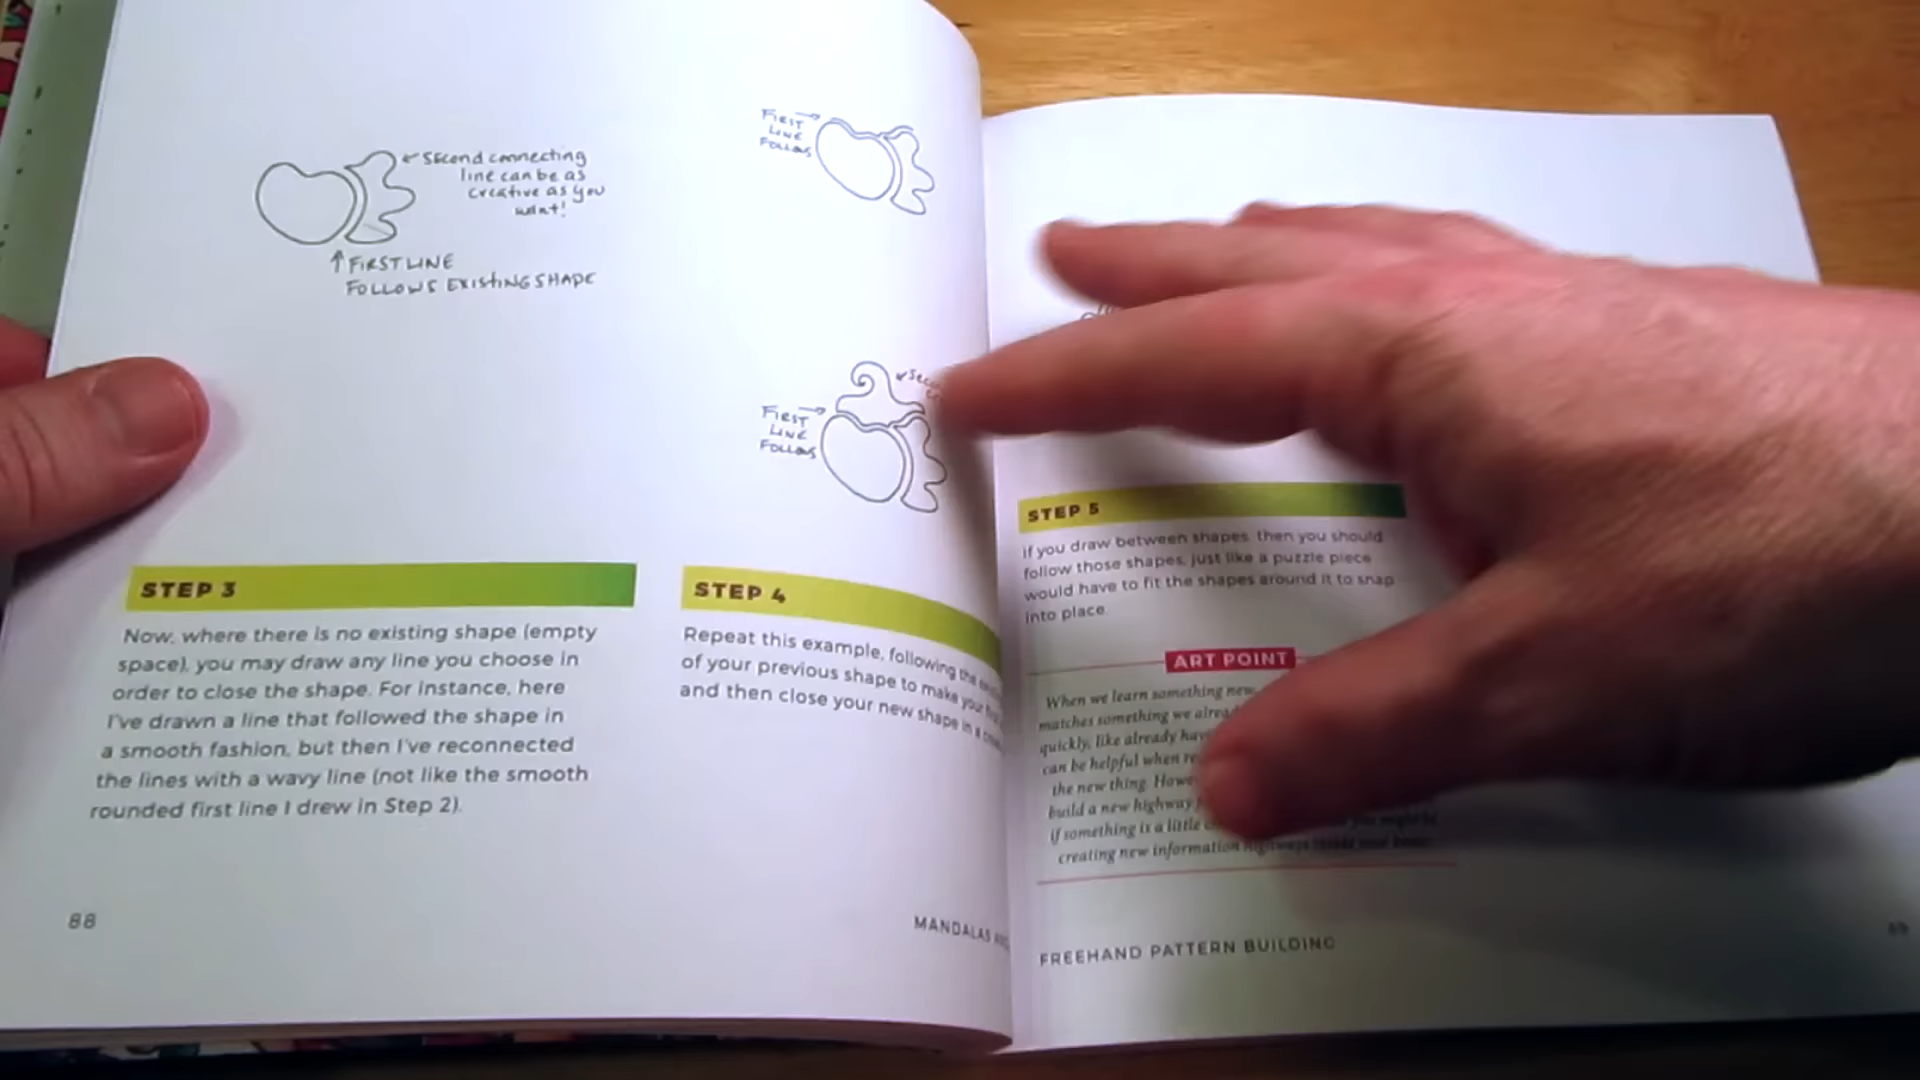 Second connecting
line can be as
creative as you
want!
FIRST LINE
FOLLOWS EXISTING SHAPE
FIRST
LINE
FOLLOWS
FIRST
LINE
FOLLOWS
STEP 3
Now, where there is no existing shape (empty
space), you may draw any line you choose in
order to close the shape. For instance, here
I've drawn a line that followed the shape in
a smooth fashion, but then I've reconnected
the lines with a wavy line (not like the smooth
rounded first line I drew in Step 2).
88
STEP 4
Repeat this example, following the
of your previous shape to make your
and then close your new shape in a
MANDALAS
STEP 5
If you draw between shapes, then you should
follow those shapes, just like a puzzle piece
would have to fit the shapes around it to snap
into place.
ART POINT
When we learn something new,
matches something we
quickly, like already
can be helpful when
the new thing.
build a new highway
if something is a little
creating new information highways
FREEHAND PATTERN BUILDING
89